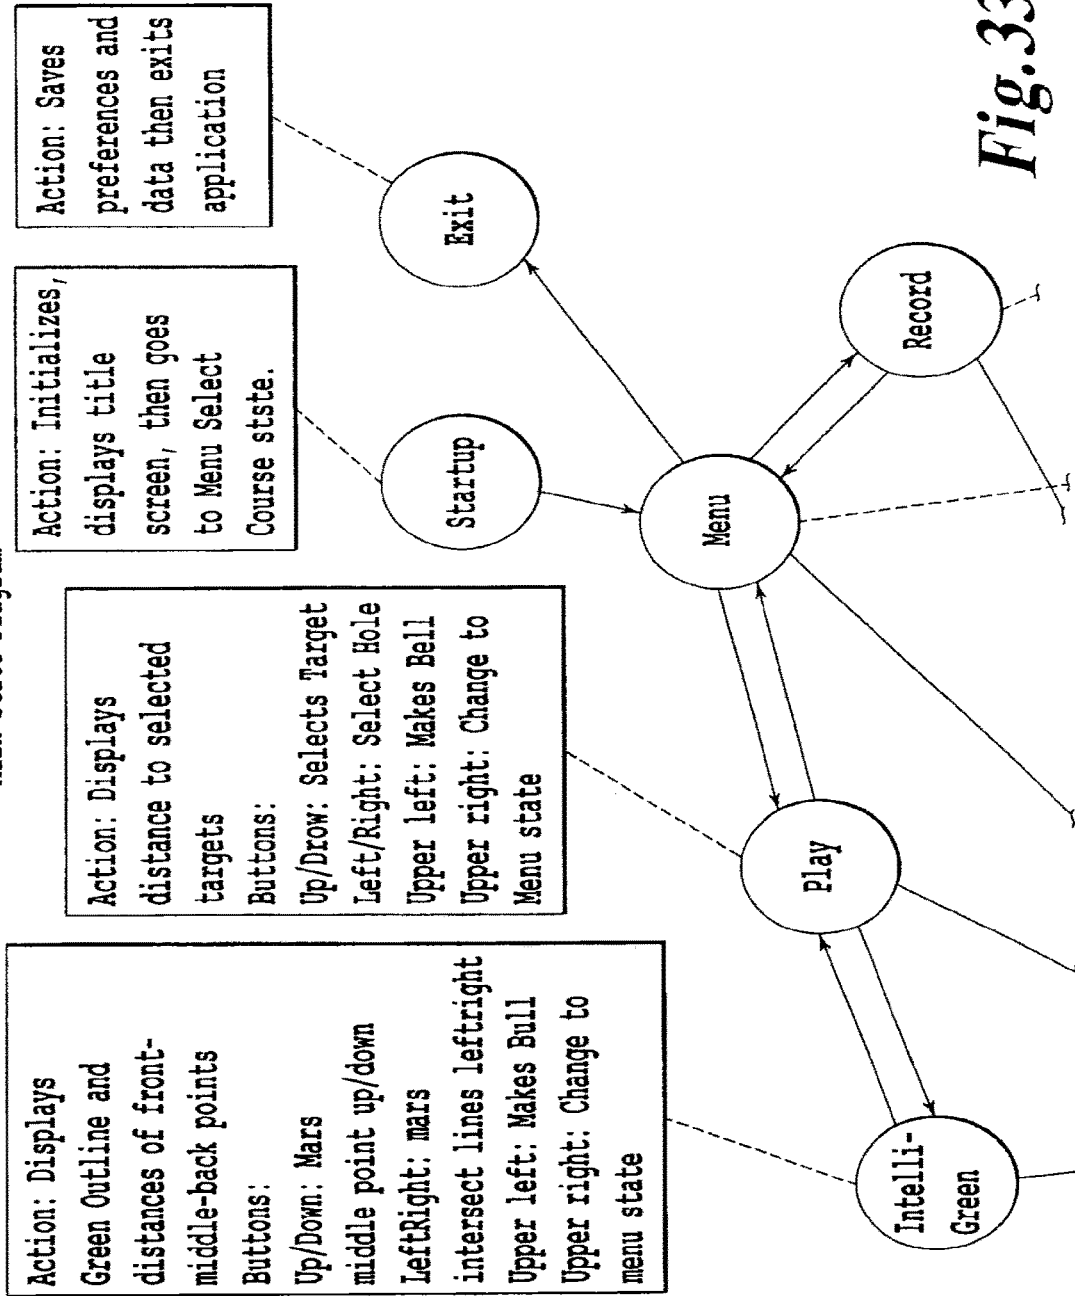 Action: Displays
Green Outline and
distances of front-
middle-back points
Buttons:
Up/Down: Mars
middle point up/down
LeftRight: mars
intersect lines leftright
Upper left: Makes Bull
Upper right: Change to
menu state
Action: Displays
distance to selected
targets
Buttons:
Up/Drow: Selects Target
Left/Right: Select Hole
Upper left: Makes Bell
Upper right: Change to
Menu state
Action: Initializes,
displays title
screen, then goes
to Menu Select
Course stste.
Action: Saves
preferences and
data then exits
application
Startup
Exit
Intelli-
Green
Play
Menu
Record
Fig.33